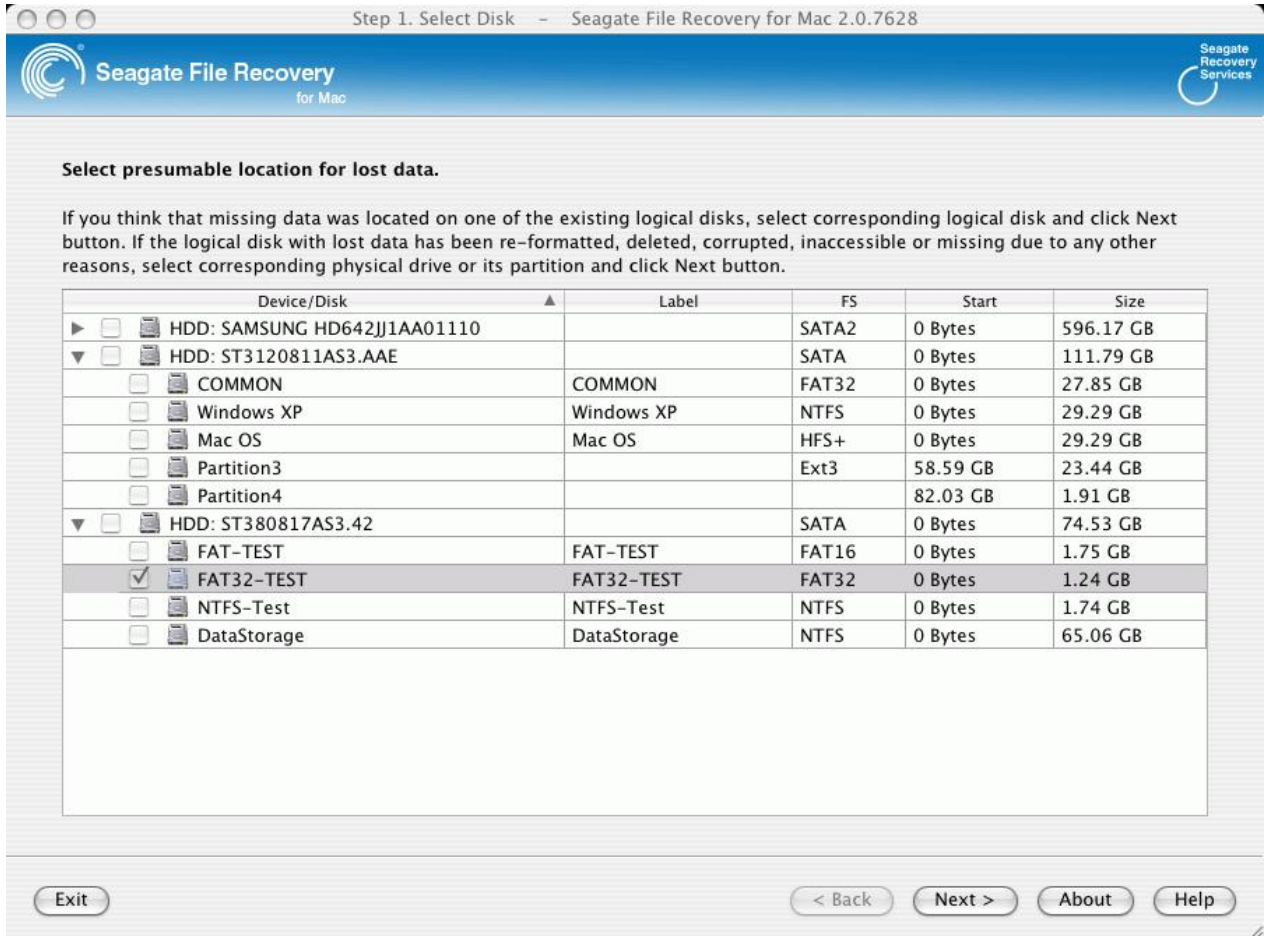 Step 1. Select Disk – Seagate File Recovery for Mac 2.0.7628
Seagate File Recovery
for Mac
Seagate
Recovery
Services
Select presumable location for lost data.
If you think that missing data was located on one of the existing logical disks, select corresponding logical disk and click Next
button. If the logical disk with lost data has been re-formatted, deleted, corrupted, inaccessible or missing due to any other
reasons, select corresponding physical drive or its partition and click Next button.
Device/Disk Label FS Start Size
HDD: SAMSUNG HD642JJ1AA01110 SATA2 0 Bytes 596.17 GB
HDD: ST3120811AS3.AAE SATA 0 Bytes 111.79 GB
COMMON COMMON FAT32 0 Bytes 27.85 GB
Windows XP Windows XP NTFS 0 Bytes 29.29 GB
Mac OS Mac OS HFS+ 0 Bytes 29.29 GB
Partition3 Ext3 58.59 GB 23.44 GB
Partition4 82.03 GB 1.91 GB
HDD: ST380817AS3.42 SATA 0 Bytes 74.53 GB
FAT-TEST FAT-TEST FAT16 0 Bytes 1.75 GB
FAT32-TEST FAT32-TEST FAT32 0 Bytes 1.24 GB
NTFS-Test NTFS-Test NTFS 0 Bytes 1.74 GB
DataStorage DataStorage NTFS 0 Bytes 65.06 GB
Exit < Back Next > About Help